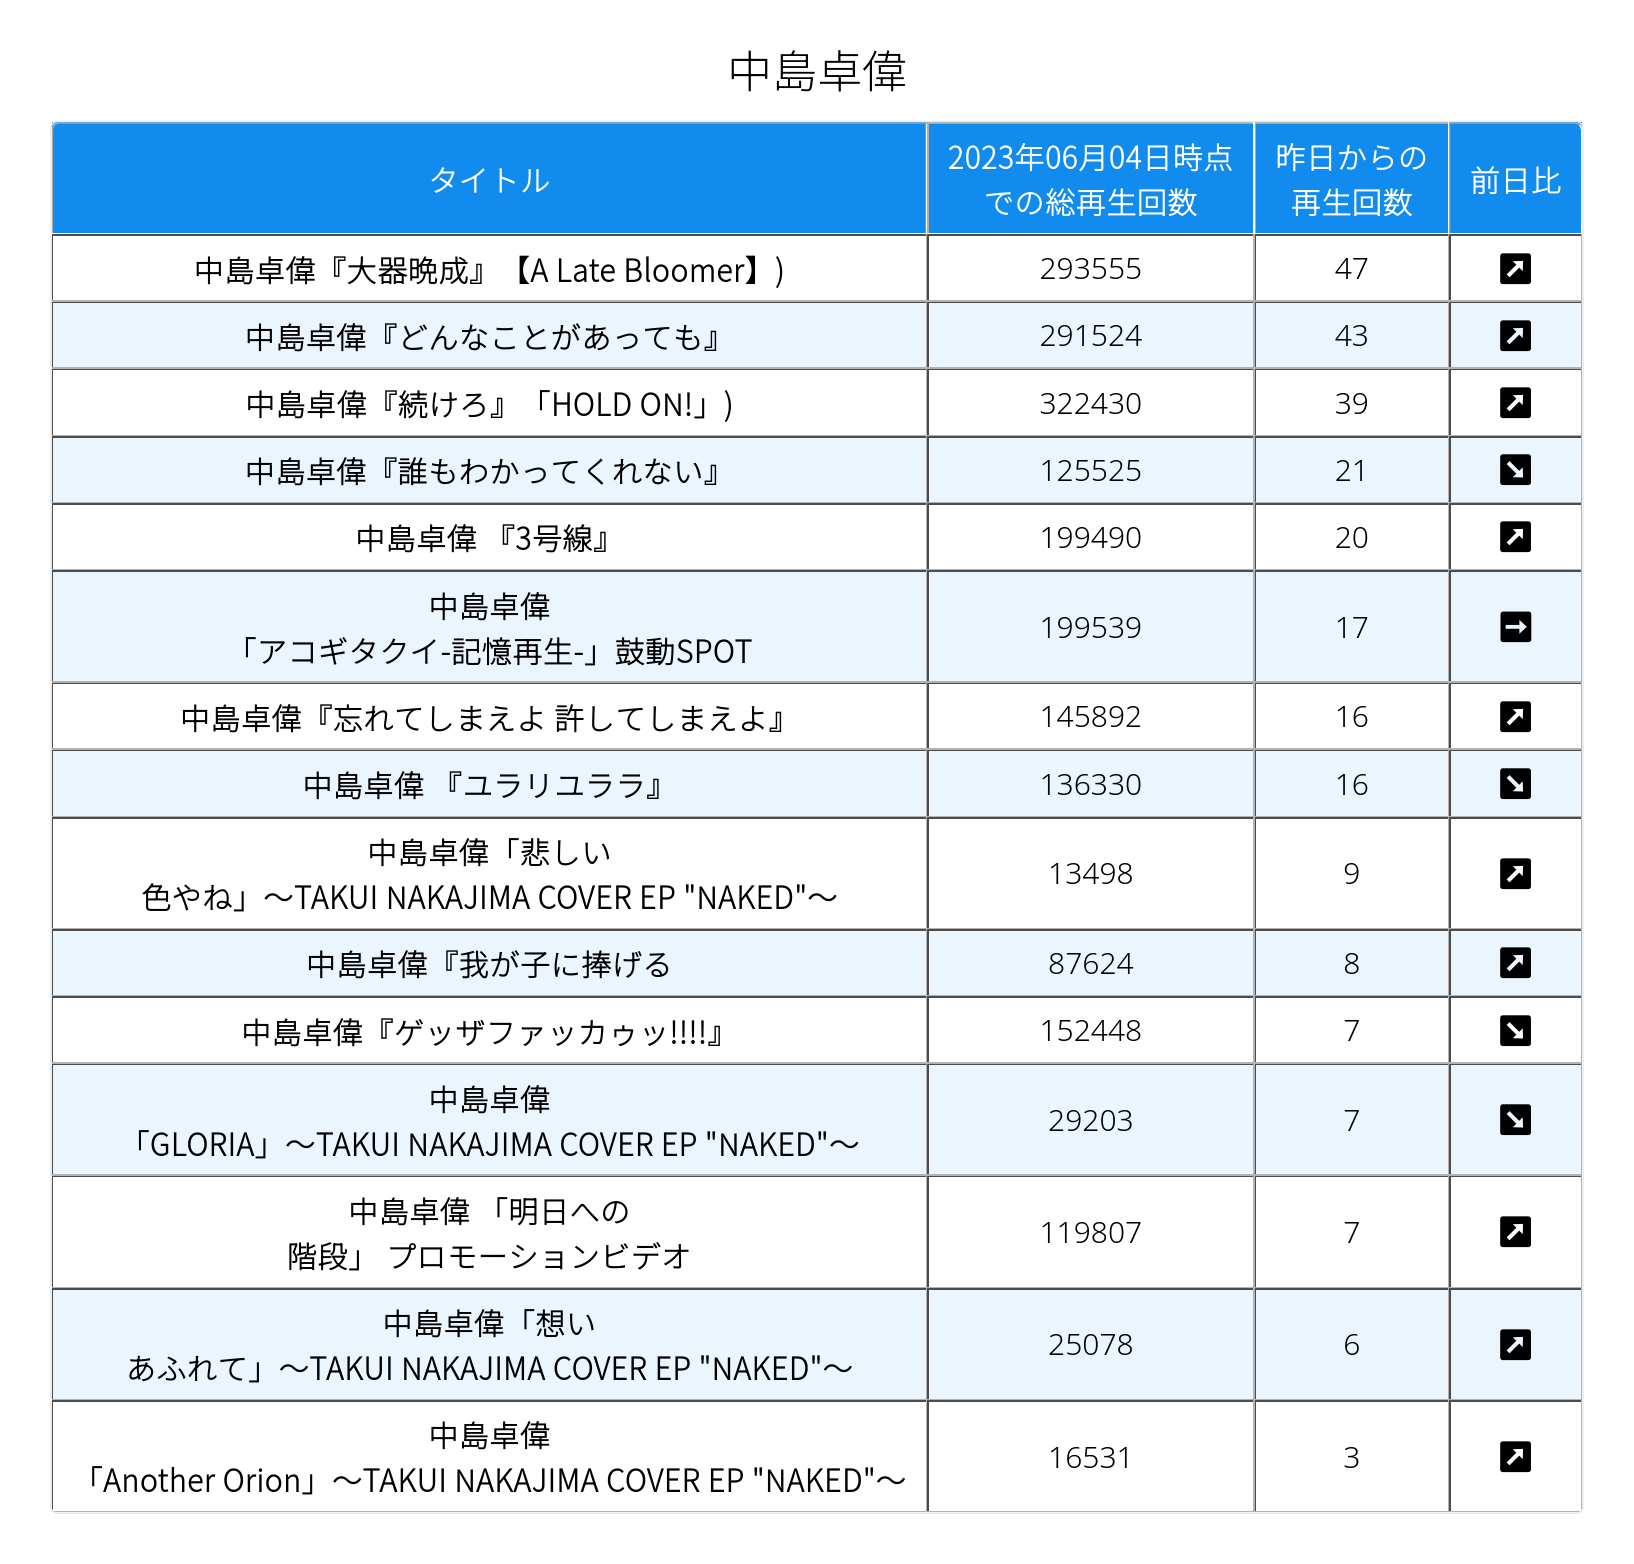 中島卓偉
タイトル
2023年06月04日時点
での総再生回数
昨日からの
再生回数
前日比
中島卓偉『大器晩成』【A Late Bloomer】)
293555
47
中島卓偉『どんなことがあっても』
291524
43
中島卓偉『続けろ』「HOLD ON!」)
322430
39
中島卓偉『誰もわかってくれない』
125525
21
中島卓偉 『3号線』
199490
20
中島卓偉
「アコギタクイ-記憶再生-」鼓動SPOT
199539
17
中島卓偉『忘れてしまえよ 許してしまえよ』
145892
16
中島卓偉 『ユラリユララ』
136330
16
中島卓偉「悲しい
色やね」～TAKUI NAKAJIMA COVER EP "NAKED"～
13498
9
中島卓偉『我が子に捧げる
87624
8
中島卓偉『ゲッザファッカゥッ!!!!』
152448
7
中島卓偉
「GLORIA」～TAKUI NAKAJIMA COVER EP "NAKED"～
29203
7
中島卓偉 「明日への
階段」 プロモーションビデオ
119807
7
中島卓偉「想い
あふれて」～TAKUI NAKAJIMA COVER EP "NAKED"～
25078
6
中島卓偉
「Another Orion」～TAKUI NAKAJIMA COVER EP "NAKED"～
16531
3